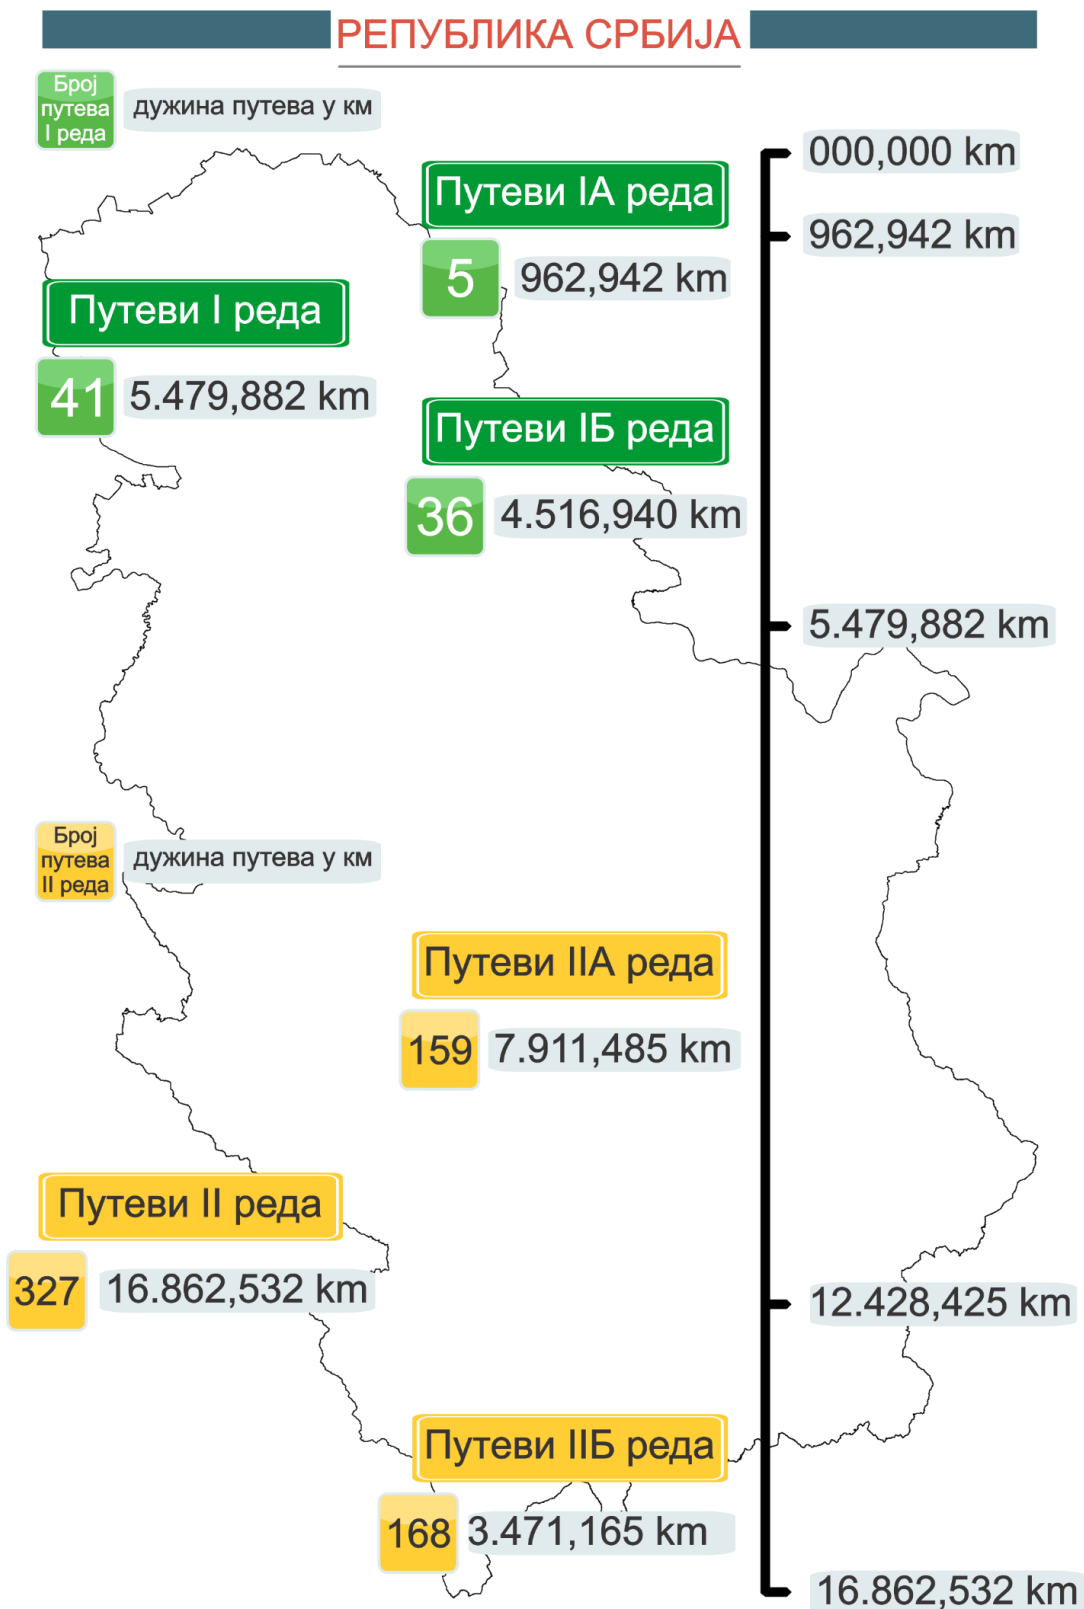 РЕПУБЛИКА СРБИЈА
Број
путева
I реда
дужина путева у км
000,000 km
Путеви IА реда
962,942 km
5
962,942 km
Путеви I реда
41
5.479,882 km
Путеви IБ реда
36
4.516,940 km
5.479,882 km
Број
путева
II реда
дужина путева у км
Путеви IIА реда
159
7.911,485 km
Путеви II реда
327
16.862,532 km
12.428,425 km
Путеви IIБ реда
168
3.471,165 km
16.862,532 km